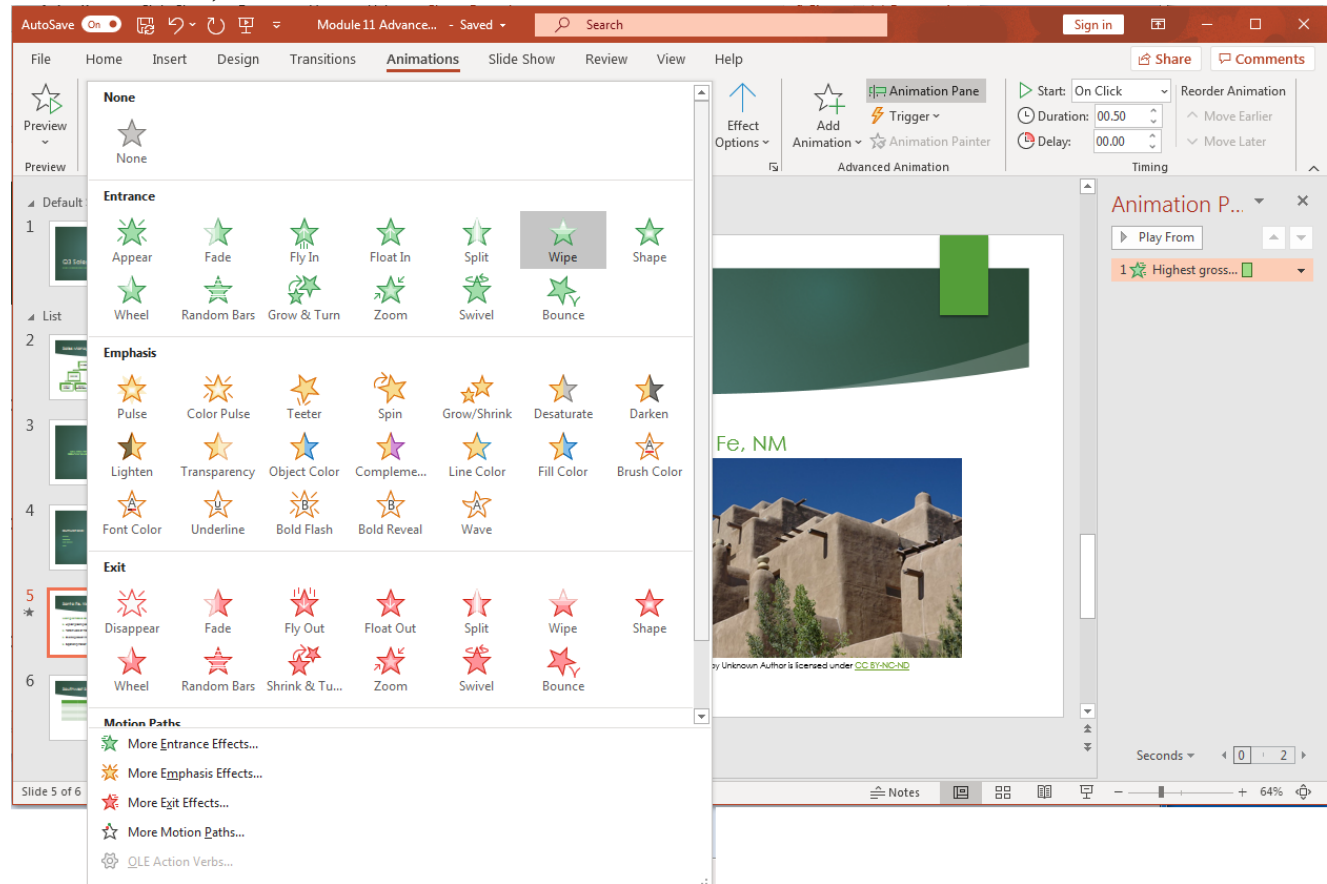 AutoSave On Module 11 Advance... - Saved Search Sign in
File Home Insert Design Transitions Animations Slide Show Review View Help Share Comments
Preview
Preview
None
None
Entrance
Appear Fade Fly In Float In Split Wipe Shape
Wheel Random Bars Grow & Turn Zoom Swivel Bounce
Emphasis
Pulse Color Pulse Teeter Spin Grow/Shrink Desaturate Darken
Lighten Transparency Object Color Compleme... Line Color Fill Color Brush Color
Font Color Underline Bold Flash Bold Reveal Wave
Exit
Disappear Fade Fly Out Float Out Split Wipe Shape
Wheel Random Bars Shrink & Tu... Zoom Swivel Bounce
Motion Paths
More Entrance Effects...
More Emphasis Effects...
More Exit Effects...
More Motion Paths...
OLE Action Verbs...
Effect
Options
Add
Animation
Animation Pane
Trigger
Animation Painter
Advanced Animation
Start: On Click
Duration: 00.50
Delay: 00.00
Reorder Animation
Move Earlier
Move Later
Timing
Default
1
List
2
3
4
5
6
Fe, NM
by Unknown Author is licensed under CC BY-NC-ND
Animation P...
Play From
1 Highest gross...
Seconds 0 2
Slide 5 of 6 Notes 64%